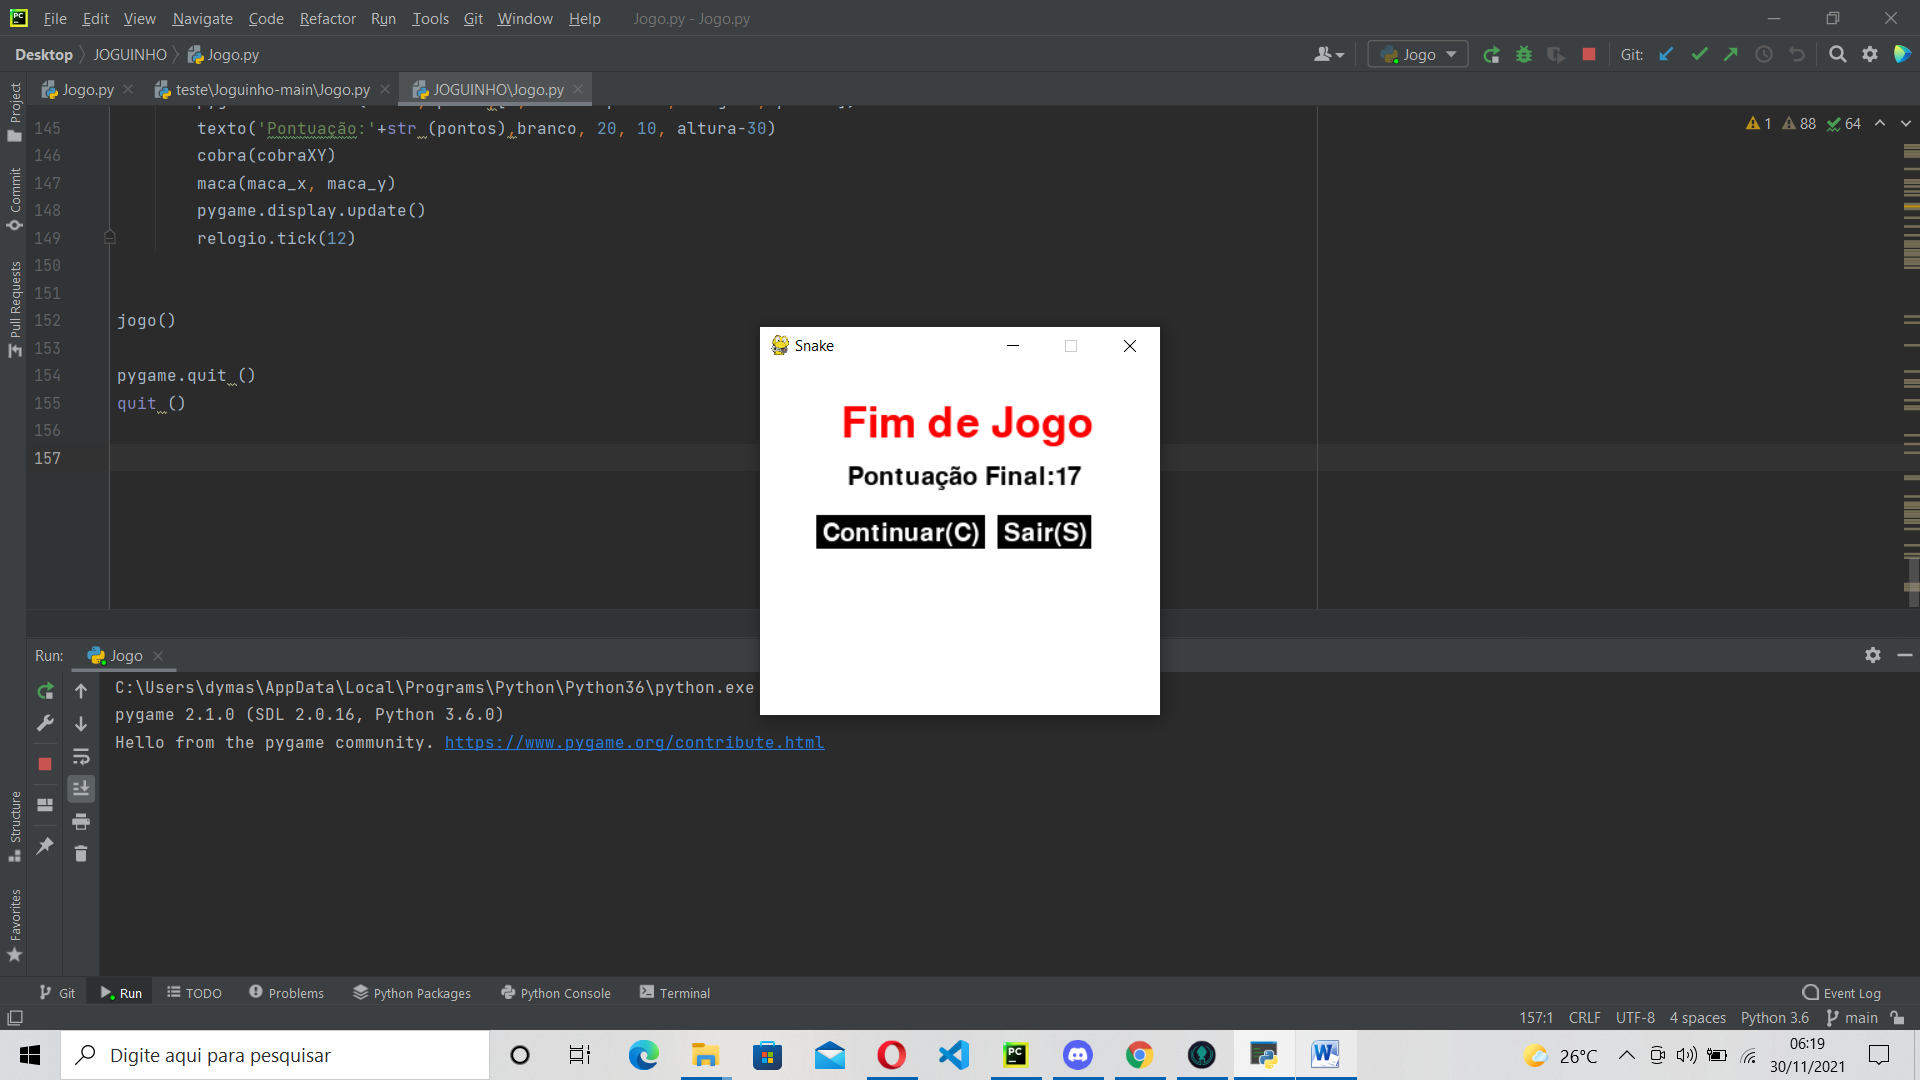 File Edit View Navigate Code Refactor Run Tools Git Window Help Jogo.py - Jogo.py
Desktop JOGUINHO Jogo.py Jogo Git:
Jogo.py teste\Joguinho-main\Jogo.py JOGUINHO\Jogo.py
145 texto('Pontuação:'+str (pontos),branco, 20, 10, altura-30)
1 88 64
146 cobra(cobraXY)
147 maca(maca_x, maca_y)
148 pygame.display.update()
149 relogio.tick(12)
150
151
152 jogo()
153
154 pygame.quit ()
155 quit ()
156
157
Project
Commit
Pull Requests
Structure
Favorites
Snake
Fim de Jogo
Pontuação Final:17
Continuar(C) Sair(S)
Run: Jogo
C:\Users\dymas\AppData\Local\Programs\Python\Python36\python.exe
pygame 2.1.0 (SDL 2.0.16, Python 3.6.0)
Hello from the pygame community. https://www.pygame.org/contribute.html
Git Run TODO Problems Python Packages Python Console Terminal Event Log
157:1 CRLF UTF-8 4 spaces Python 3.6 main
Digite aqui para pesquisar
26°C
06:19
30/11/2021